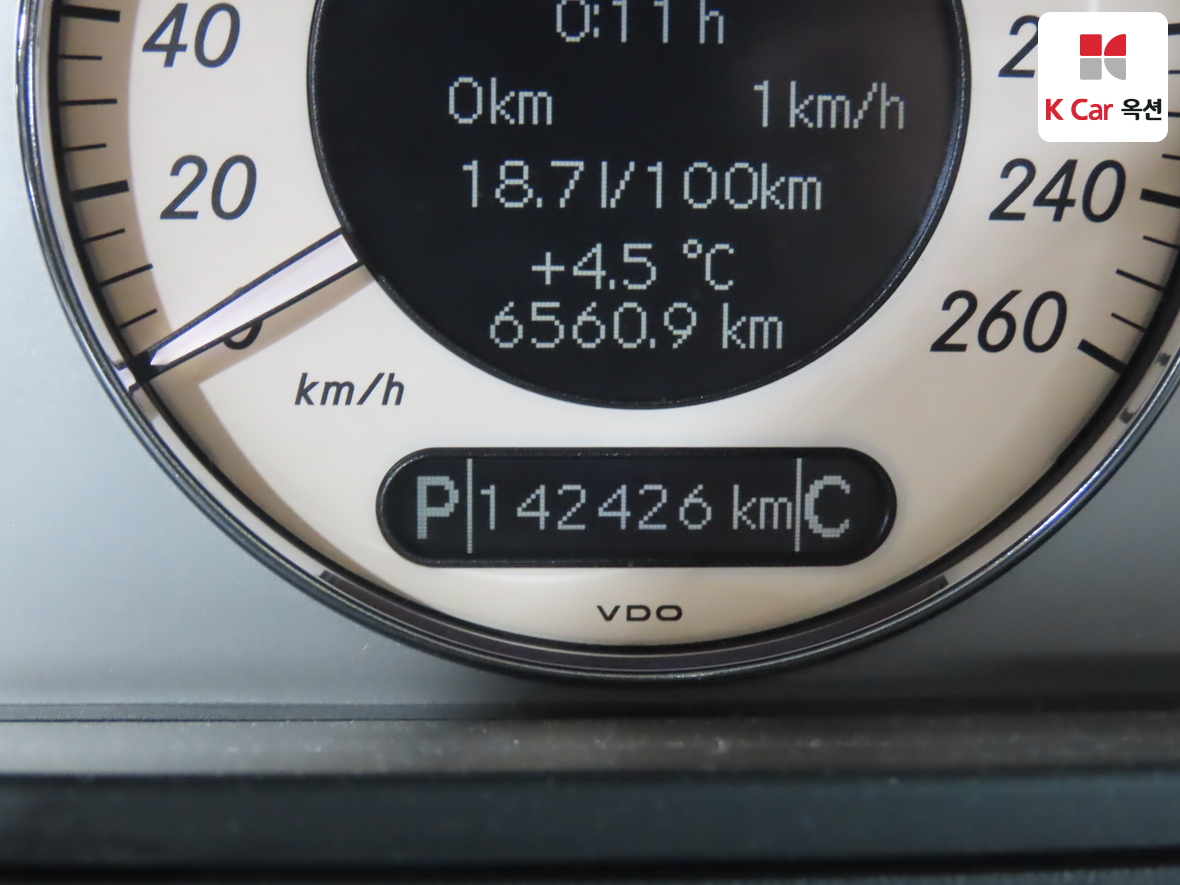 0:11 h
0km 1 km/h
18.7 l/100km
+4.5 °C
6560.9 km
40
20
0
km/h
240
260
P 142426 km C
VDO
K Car 옥션